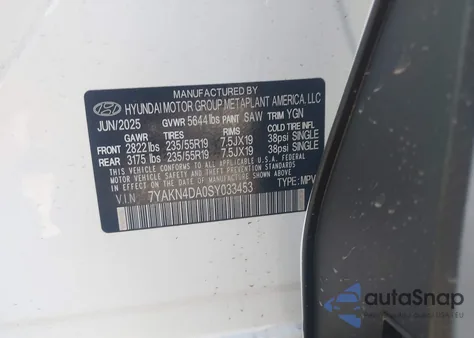 MANUFACTURED BY
HYUNDAI MOTOR GROUP METAPLANT AMERICA, LLC
JUN/2025 GVWR 5644 lbs PAINT SAW TRIM YGN
TIRES RIMS COLD TIRE INFL
FRONT 2822 lbs 235/55R19 7.5JX19 38psi SINGLE
REAR 3175 lbs 235/55R19 7.5JX19 38psi SINGLE
THIS VEHICLE CONFORMS TO ALL APPLICABLE FEDERAL
MOTOR VEHICLE SAFETY AND THEFT PREVENTION
STANDARDS IN EFFECT ON THE DATE OF
MANUFACTURE SHOWN ABOVE.
VIN 7YAKN4DA0SY033453 TYPE: MPV
autoSnap